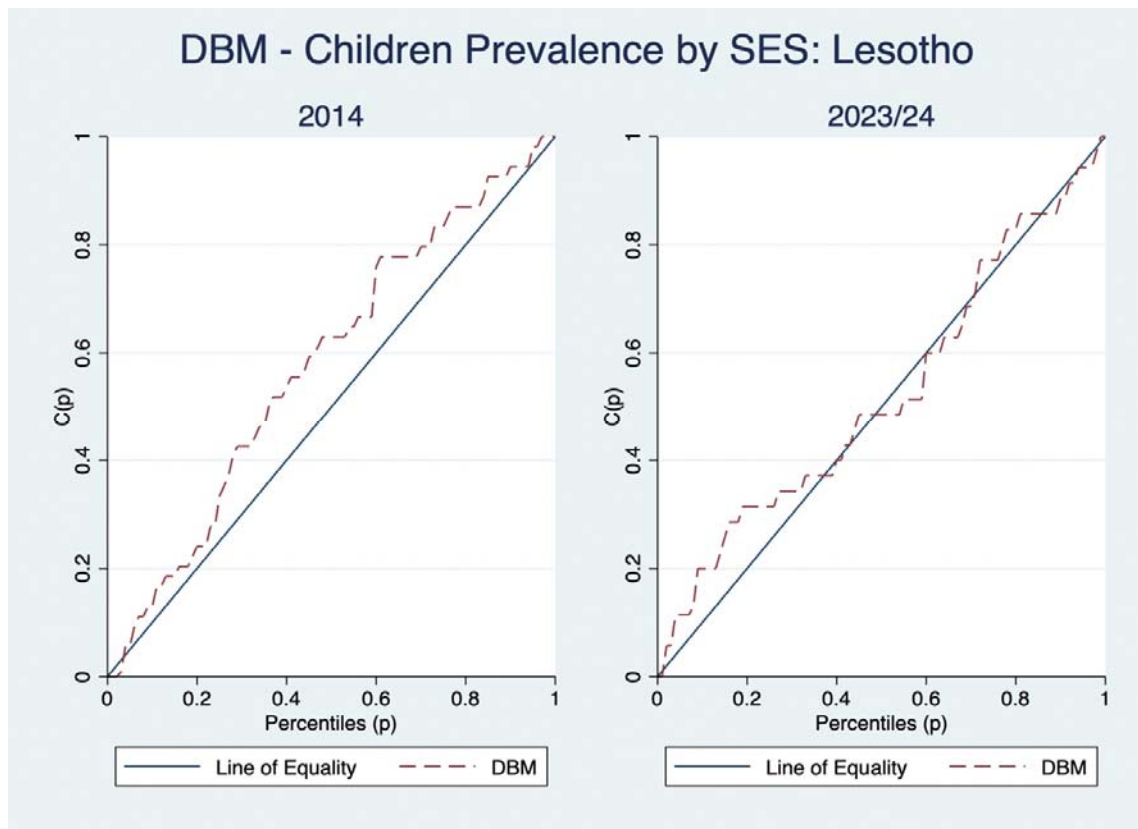 DBM - Children Prevalence by SES: Lesotho
2014
1
0.8
0.6
0.4
0.2
0
C(p)
0 0.2 0.4 0.6 0.8 1
Percentiles (p)
Line of Equality DBM
2023/24
1
0.8
0.6
0.4
0.2
0
C(p)
0 0.2 0.4 0.6 0.8 1
Percentiles (p)
Line of Equality DBM